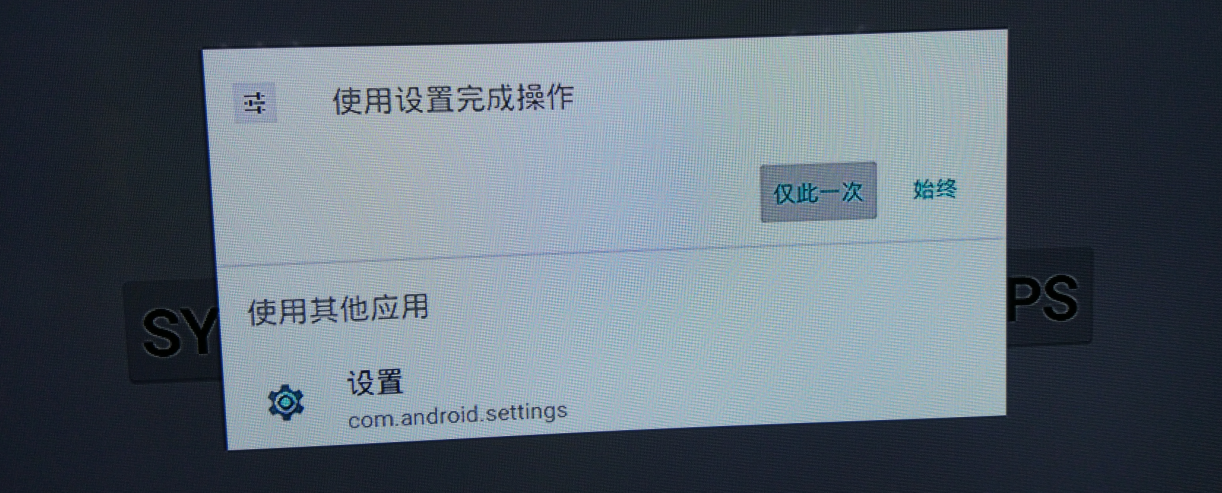 使用设置完成操作
仅此一次
始终
使用其他应用
SY
PS
设置
com.android.settings